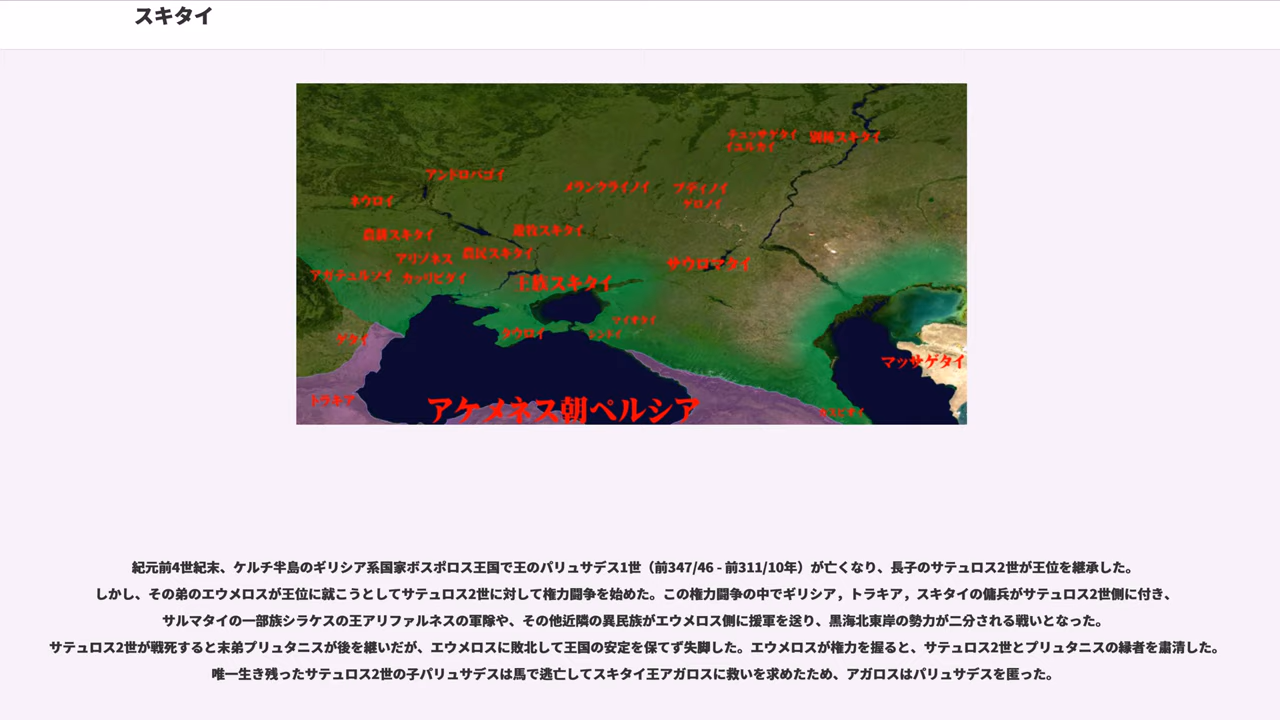 スキタイ
テュッサゲタイ
イユルカイ
別種スキタイ
アンドロパゴイ
メランクライノイ
ブディノイ
ゲロノイ
ネウロイ
農耕スキタイ
遊牧スキタイ
アリゾネス
農民スキタイ
サウロマタイ
アガテュルソイ
カッリピダイ
王族スキタイ
マイオタイ
タウロイ
シンドイ
ゲタイ
マッサゲタイ
トラキア
アケメネス朝ペルシア
カスピオイ
紀元前4世紀末、ケルチ半島のギリシア系国家ボスポロス王国で王のパリュサデス1世（前347/46 - 前311/10年）が亡くなり、長子のサテュロス2世が王位を継承した。
しかし、その弟のエウメロスが王位に就こうとしてサテュロス2世に対して権力闘争を始めた。この権力闘争の中でギリシア，トラキア，スキタイの傭兵がサテュロス2世側に付き、
サルマタイの一部族シラケスの王アリファルネスの軍隊や、その他近隣の異民族がエウメロス側に援軍を送り、黒海北東岸の勢力が二分される戦いとなった。
サテュロス2世が戦死すると末弟プリュタニスが後を継いだが、エウメロスに敗北して王国の安定を保てず失脚した。エウメロスが権力を握ると、サテュロス2世とプリュタニスの縁者を粛清した。
唯一生き残ったサテュロス2世の子パリュサデスは馬で逃亡してスキタイ王アガロスに救いを求めたため、アガロスはパリュサデスを匿った。